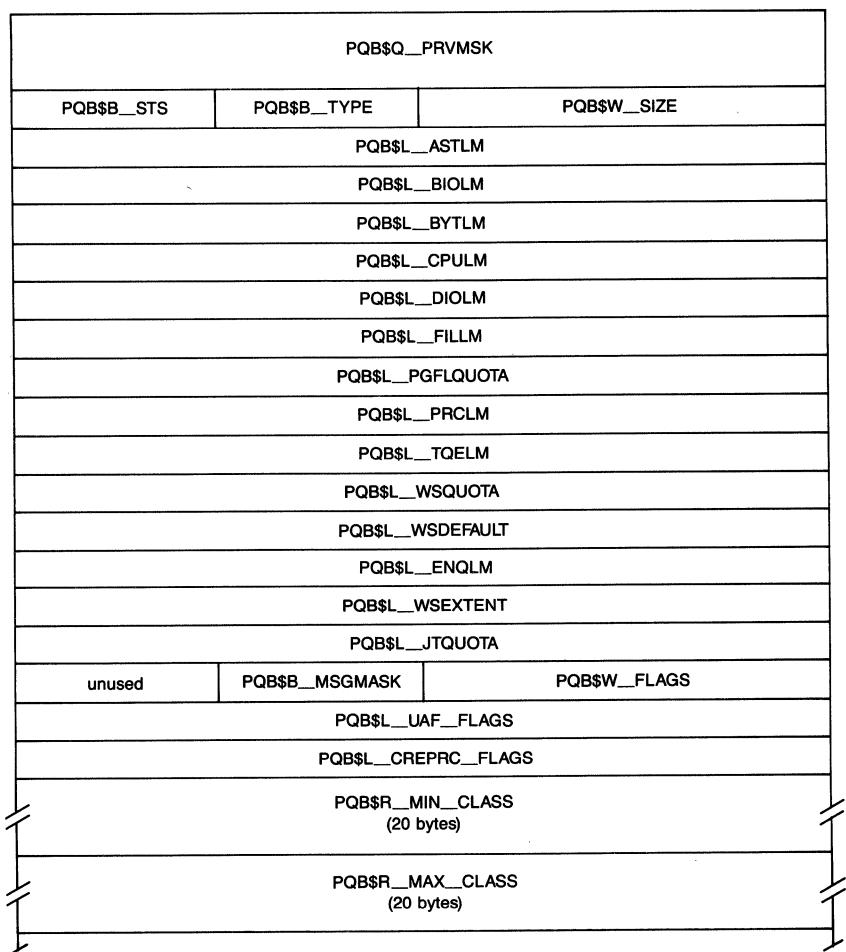 PQB$Q__PRVMSK
PQB$B__STS PQB$B__TYPE PQB$W__SIZE
PQB$L__ASTLM
PQB$L__BIOLM
PQB$L__BYTLM
PQB$L__CPULM
PQB$L__DIOLM
PQB$L__FILLM
PQB$L__PGFLQUOTA
PQB$L__PRCLM
PQB$L__TQELM
PQB$L__WSQUOTA
PQB$L__WSDEFAULT
PQB$L__ENQLM
PQB$L__WSEXTENT
PQB$L__JTQUOTA
unused PQB$B__MSGMASK PQB$W__FLAGS
PQB$L__UAF__FLAGS
PQB$L__CREPRC__FLAGS
PQB$R__MIN__CLASS
(20 bytes)
PQB$R__MAX__CLASS
(20 bytes)